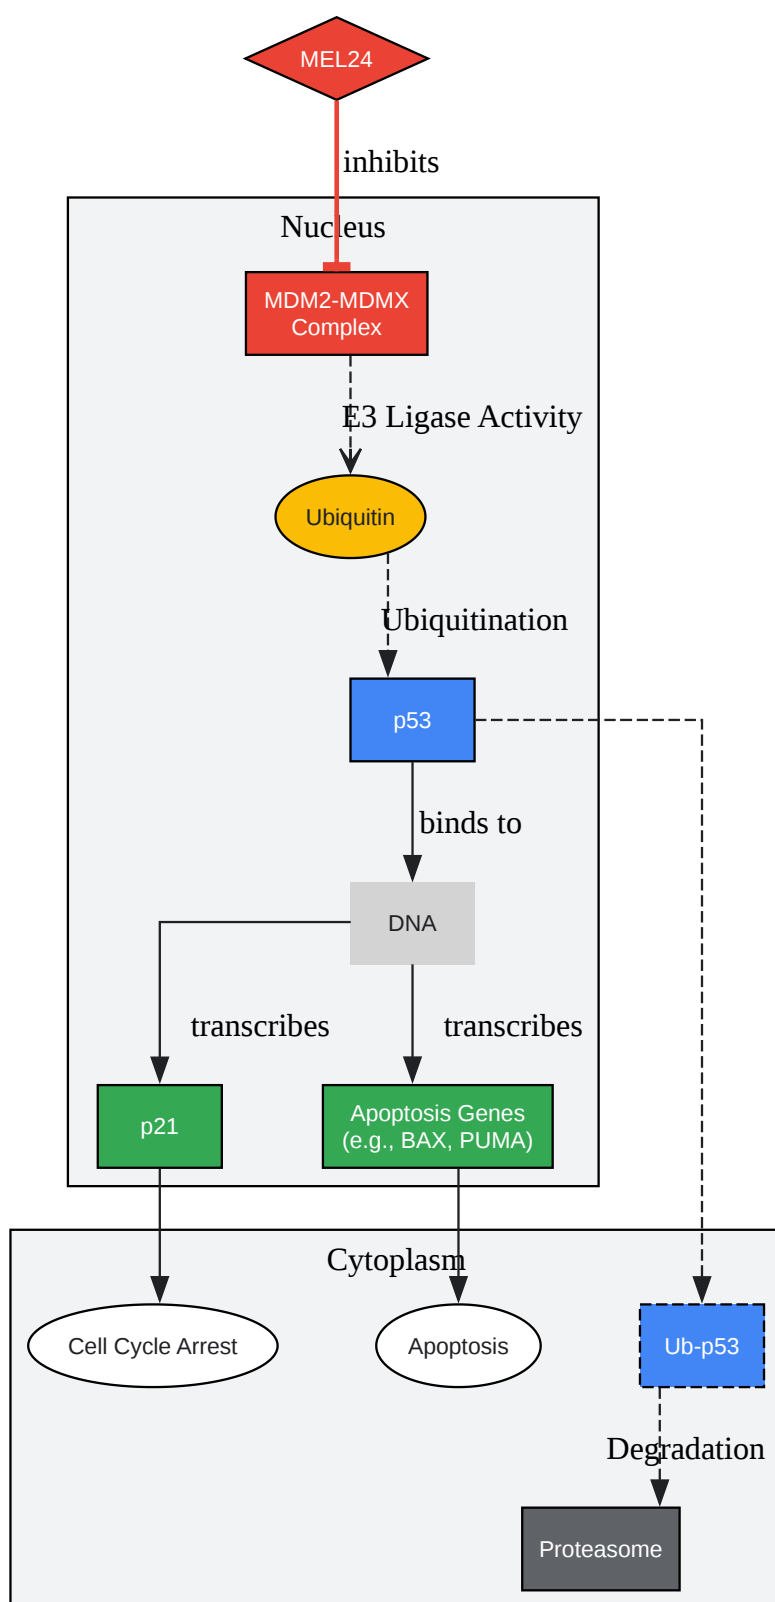 MEL24
inhibits
Nucleus
MDM2-MDMX
Complex
E3 Ligase Activity
Ubiquitin
Ubiquitination
p53
binds to
DNA
transcribes
transcribes
p21
Apoptosis Genes
(e.g., BAX, PUMA)
Cytoplasm
Cell Cycle Arrest
Apoptosis
Ub-p53
Degradation
Proteasome